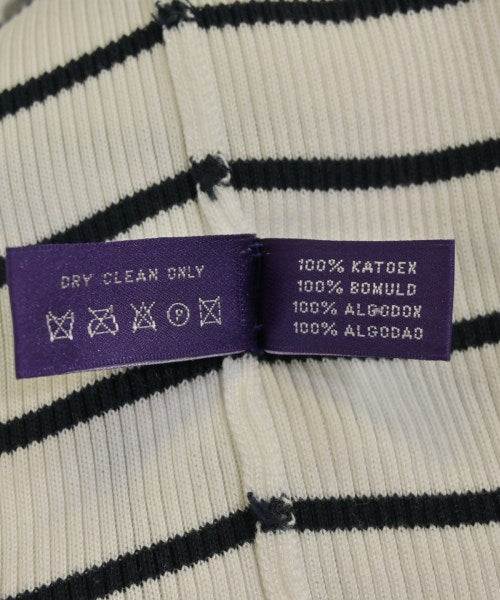 DRY CLEAN ONLY
P
100% KATOEN
100% BOMULD
100% ALGODON
100% ALGODAO